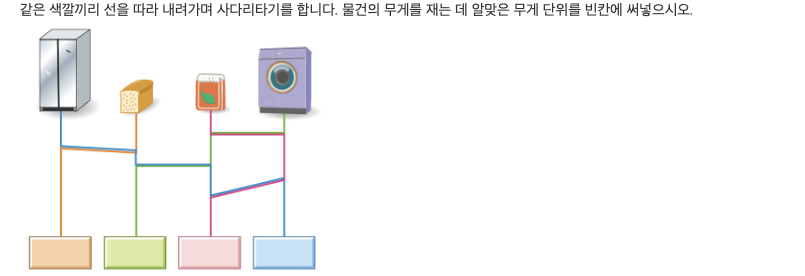 같은 색깔끼리 선을 따라 내려가며 사다리타기를 합니다. 물건의 무게를 재는 데 알맞은 무게 단위를 빈칸에 써넣으시오.